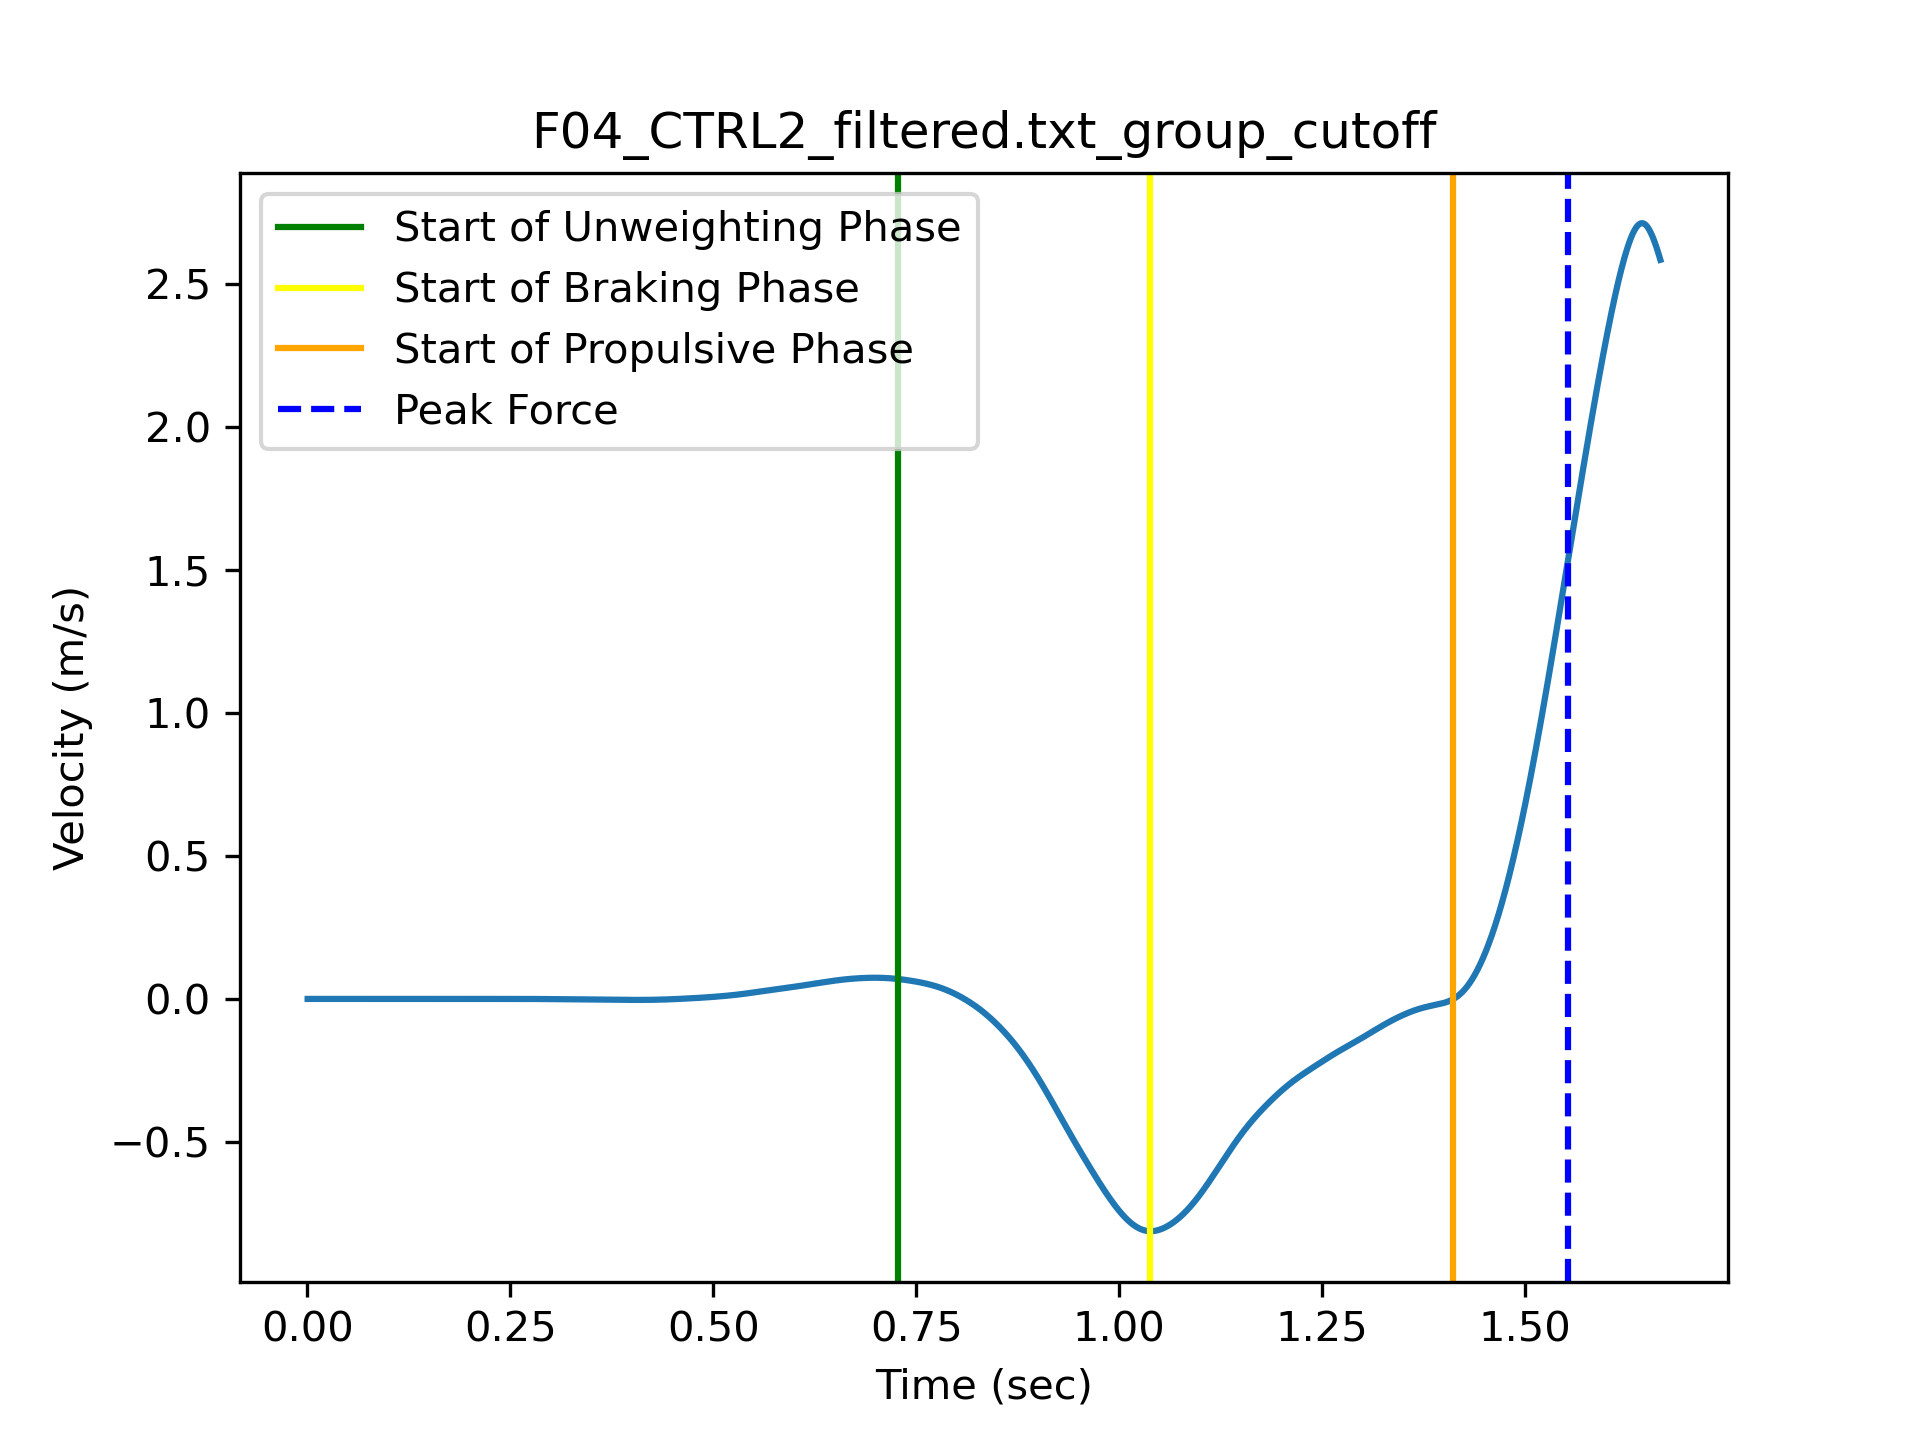 F04_CTRL2_filtered.txt_group_cutoff
Start of Unweighting Phase
Start of Braking Phase
Start of Propulsive Phase
Peak Force
2.5
2.0
1.5
1.0
0.5
0.0
−0.5
Velocity (m/s)
0.00 0.25 0.50 0.75 1.00 1.25 1.50
Time (sec)